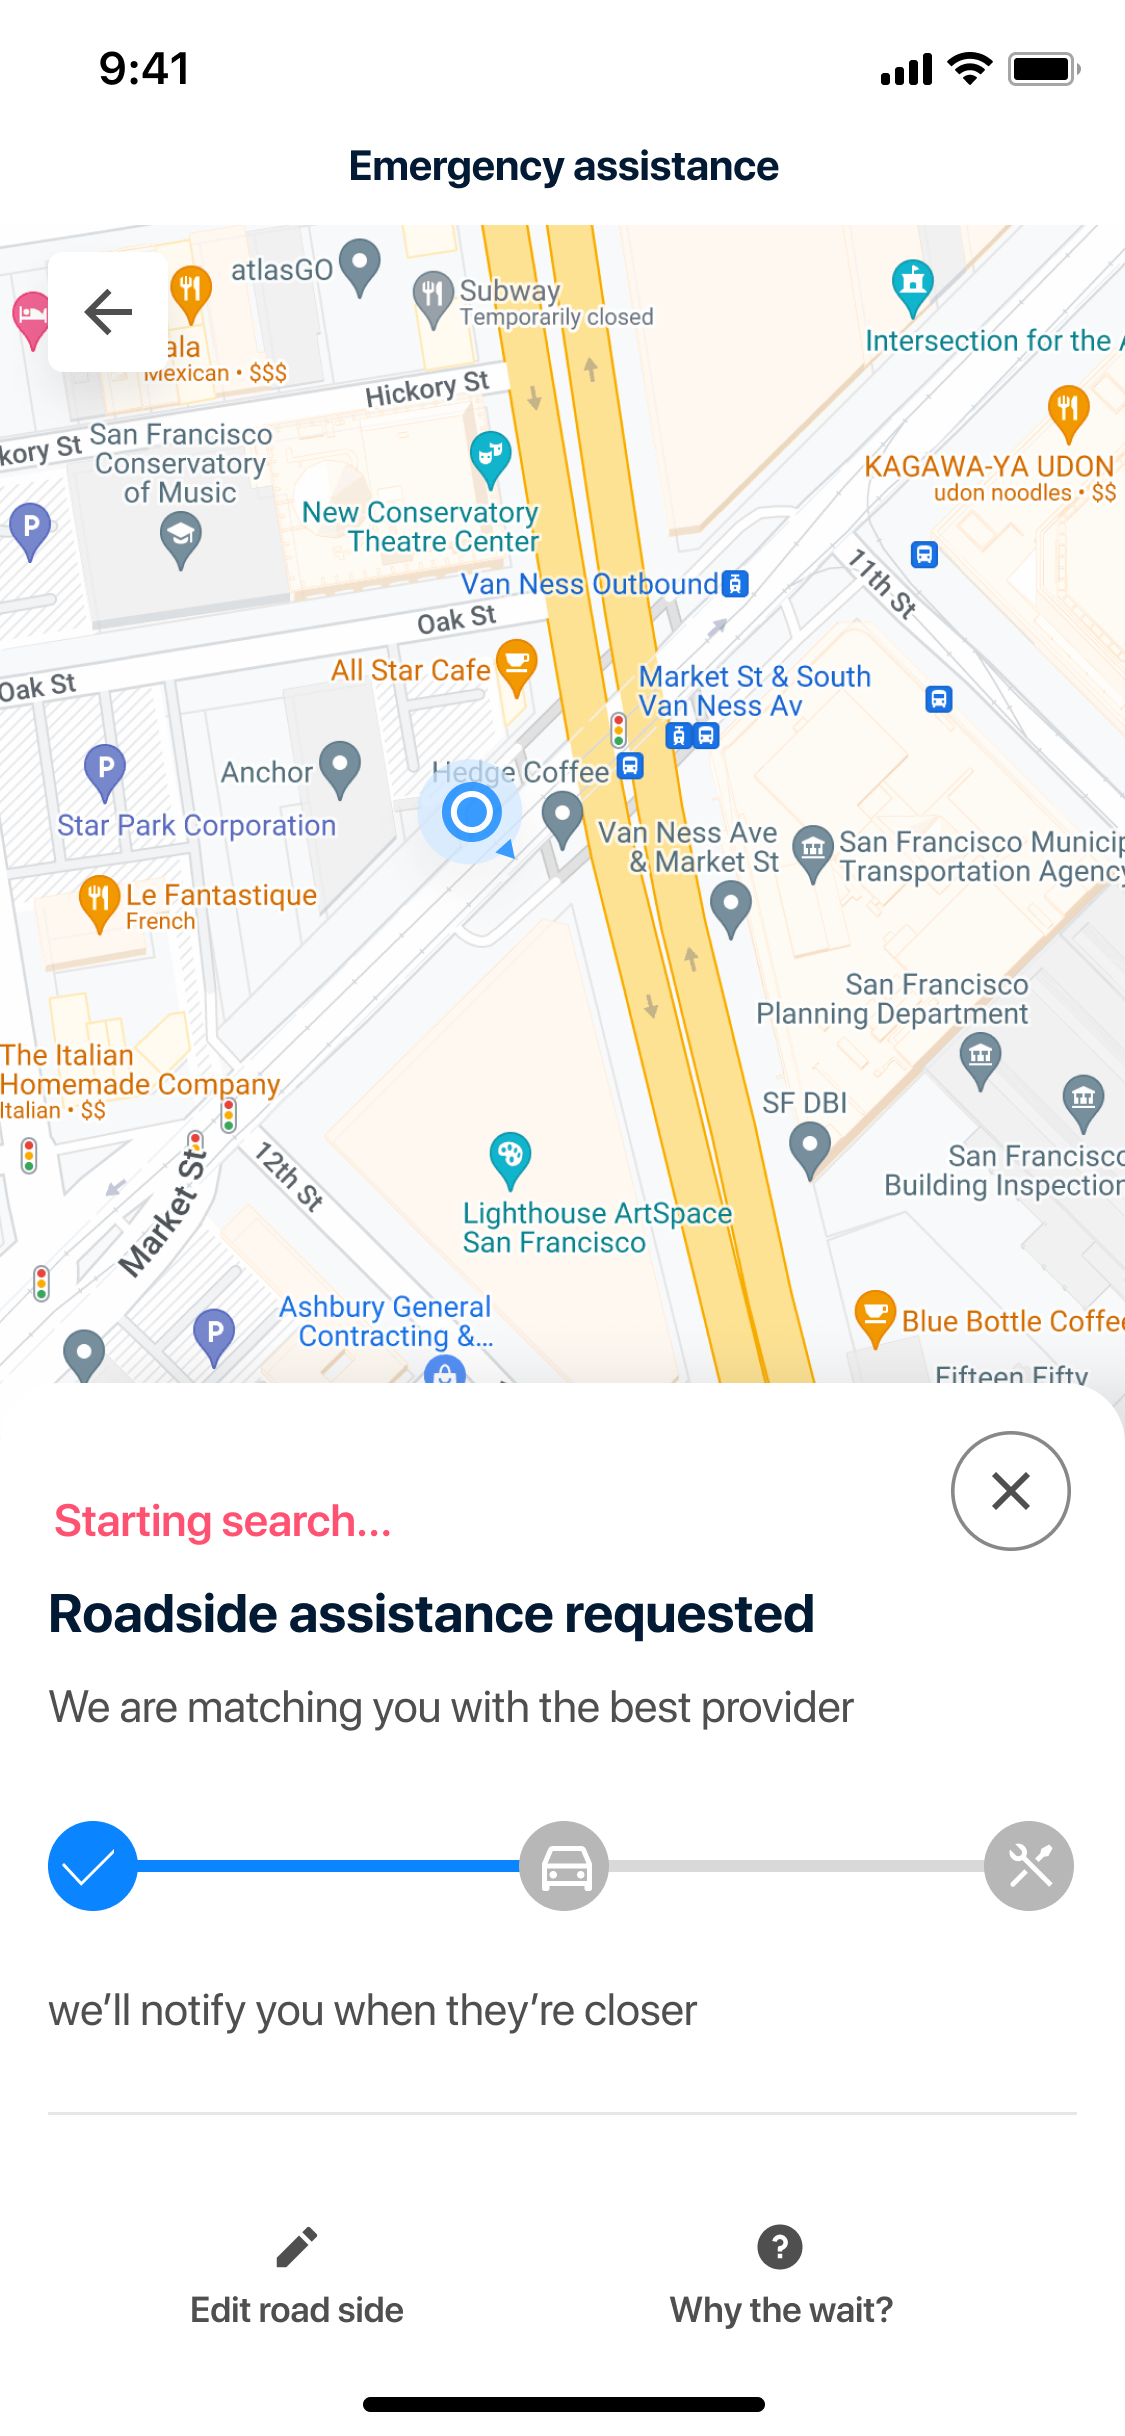 9:41
Emergency assistance
atlasGO
Subway
Temporarily closed
ala
Mexican • $$$
Intersection for the
Hickory St
kory St
San Francisco
Conservatory
of Music
KAGAWA-YA UDON
udon noodles • $$
P
New Conservatory
Theatre Center
Van Ness Outbound
11th St
Oak St
All Star Cafe
Oak St
Market St & South
Van Ness Av
P
Anchor
Hedge Coffee
Star Park Corporation
Van Ness Ave
& Market St
San Francisco Municip
Transportation Agency
Le Fantastique
French
San Francisco
Planning Department
The Italian
Homemade Company
Italian • $$
SF DBI
12th St
Market St
San Francisco
Building Inspection
Lighthouse ArtSpace
San Francisco
P
Ashbury General
Contracting &...
Blue Bottle Coffee
Fifteen Fifty
Starting search...
Roadside assistance requested
We are matching you with the best provider
we’ll notify you when they’re closer
?
Edit road side
Why the wait?